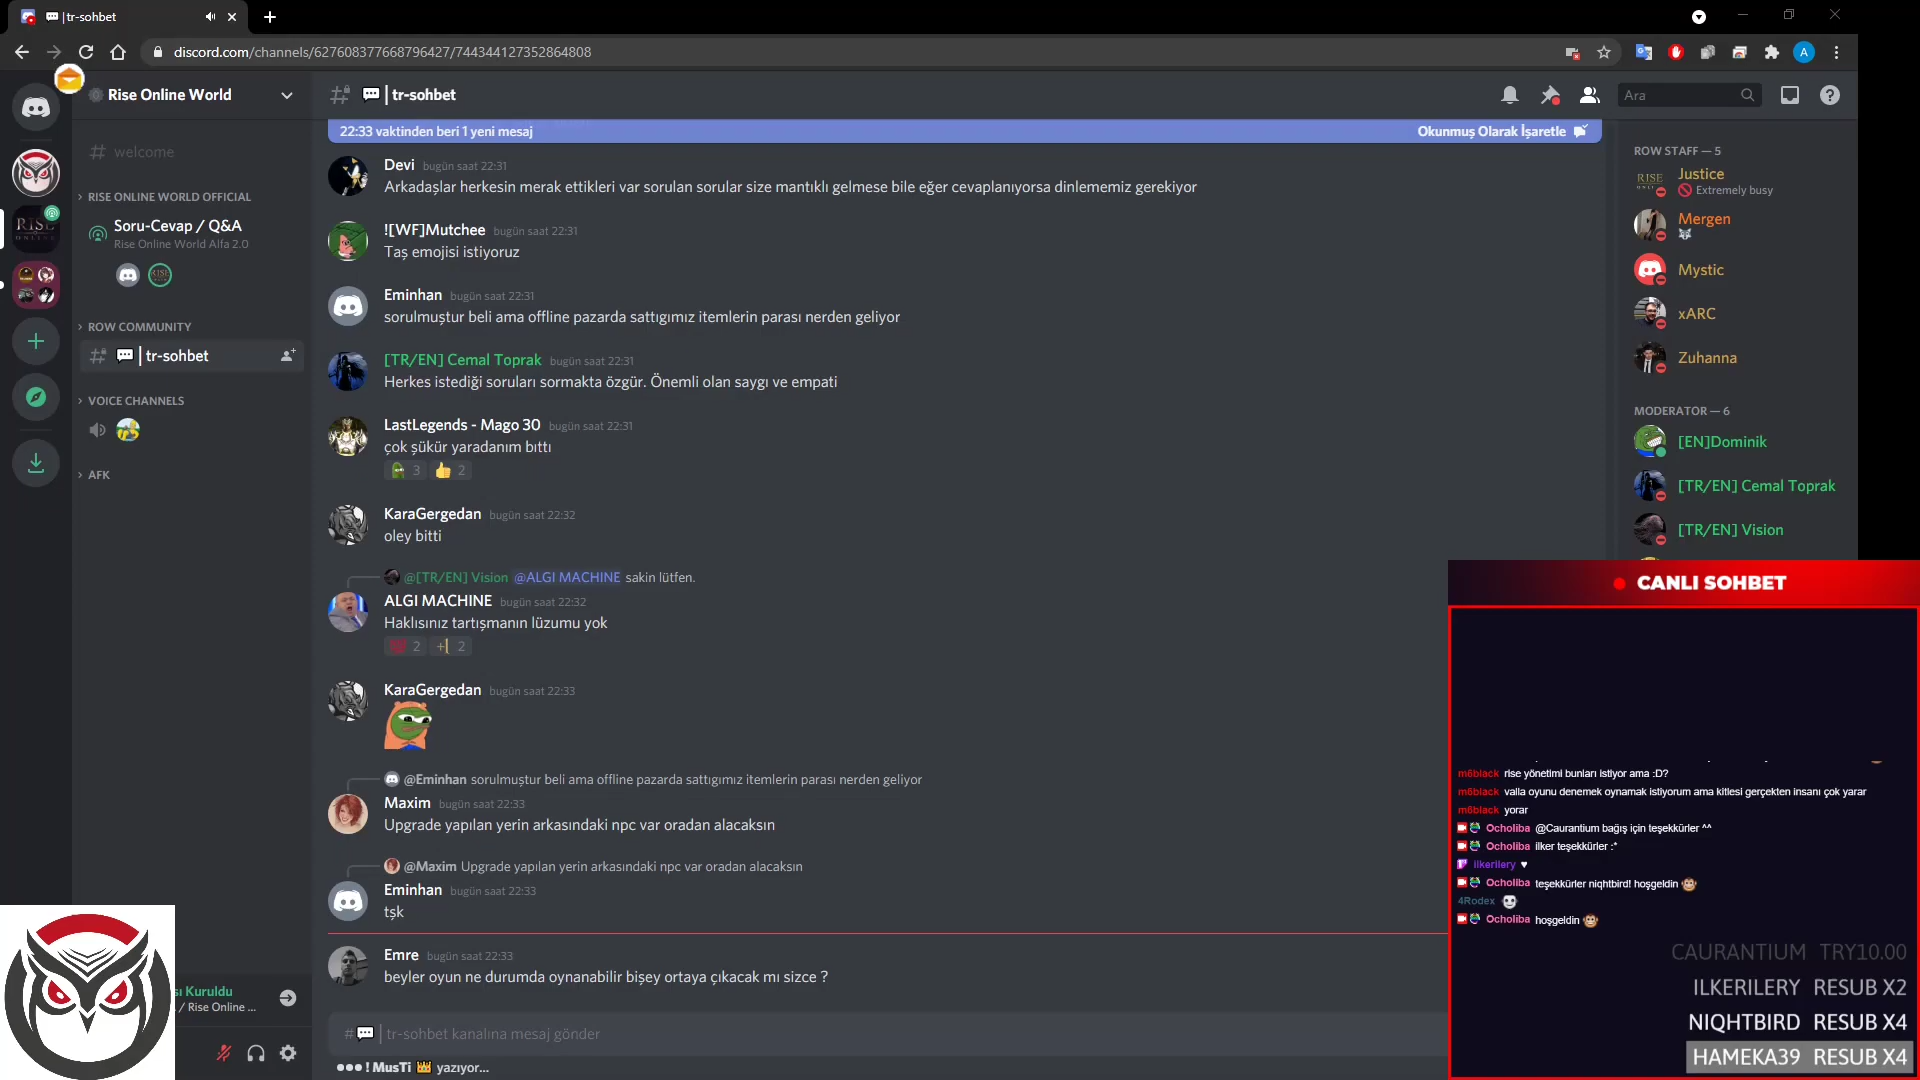 | tr-sohbet
discord.com/channels/627608377668796427/744344127352864808
A
Rise Online World
| tr-sohbet
Ara
welcome
RISE ONLINE WORLD OFFICIAL
Soru-Cevap / Q&A
Rise Online World Alfa 2.0
ROW COMMUNITY
| tr-sohbet
VOICE CHANNELS
AFK
22:33 vaktinden beri 1 yeni mesaj
Okunmuş Olarak İşaretle
Devi bugün saat 22:31
Arkadaşlar herkesin merak ettikleri var sorulan sorular size mantıklı gelmese bile eğer cevaplanıyorsa dinlememiz gerekiyor
![WF]Mutchee bugün saat 22:31
Taş emojisi istiyoruz
Eminhan bugün saat 22:31
sorulmuştur beli ama offline pazarda sattıgımız itemlerin parası nerden geliyor
[TR/EN] Cemal Toprak bugün saat 22:31
Herkes istediği soruları sormakta özgür. Önemli olan saygı ve empati
LastLegends - Mago 30 bugün saat 22:31
çok şükür yaradanım bıttı
3 2
KaraGergedan bugün saat 22:32
oley bitti
@[TR/EN] Vision @ALGI MACHINE sakin lütfen.
ALGI MACHINE bugün saat 22:32
Haklısınız tartışmanın lüzumu yok
2 2
KaraGergedan bugün saat 22:33
@Eminhan sorulmuştur beli ama offline pazarda sattıgımız itemlerin parası nerden geliyor
Maxim bugün saat 22:33
Upgrade yapılan yerin arkasındaki npc var oradan alacaksın
@Maxim Upgrade yapılan yerin arkasındaki npc var oradan alacaksın
Eminhan bugün saat 22:33
tşk
Emre bugün saat 22:33
beyler oyun ne durumda oynanabilir bişey ortaya çıkacak mı sizce ?
| tr-sohbet kanalına mesaj gönder
! MusTi yazıyor...
Kuruldu
/ Rise Online ...
ROW STAFF — 5
Justice
Extremely busy
Mergen
Mystic
xARC
Zuhanna
MODERATOR — 6
[EN]Dominik
[TR/EN] Cemal Toprak
[TR/EN] Vision
CANLI SOHBET
m6black rise yönetimi bunları istiyor ama :D?
m6black valla oyunu denemek oynamak istiyorum ama kitlesi gerçekten insanı çok yarar
m6black yorar
Ocholiba @Caurantium bağış için teşekkürler ^^
Ocholiba ilker teşekkürler :*
ilkerilery ♥
Ocholiba teşekkürler niqhtbird! hoşgeldin
4Rodex
Ocholiba hoşgeldin
CAURANTIUM TRY10.00
ILKERILERY RESUB X2
NIQHTBIRD RESUB X4
HAMEKA39 RESUB X4